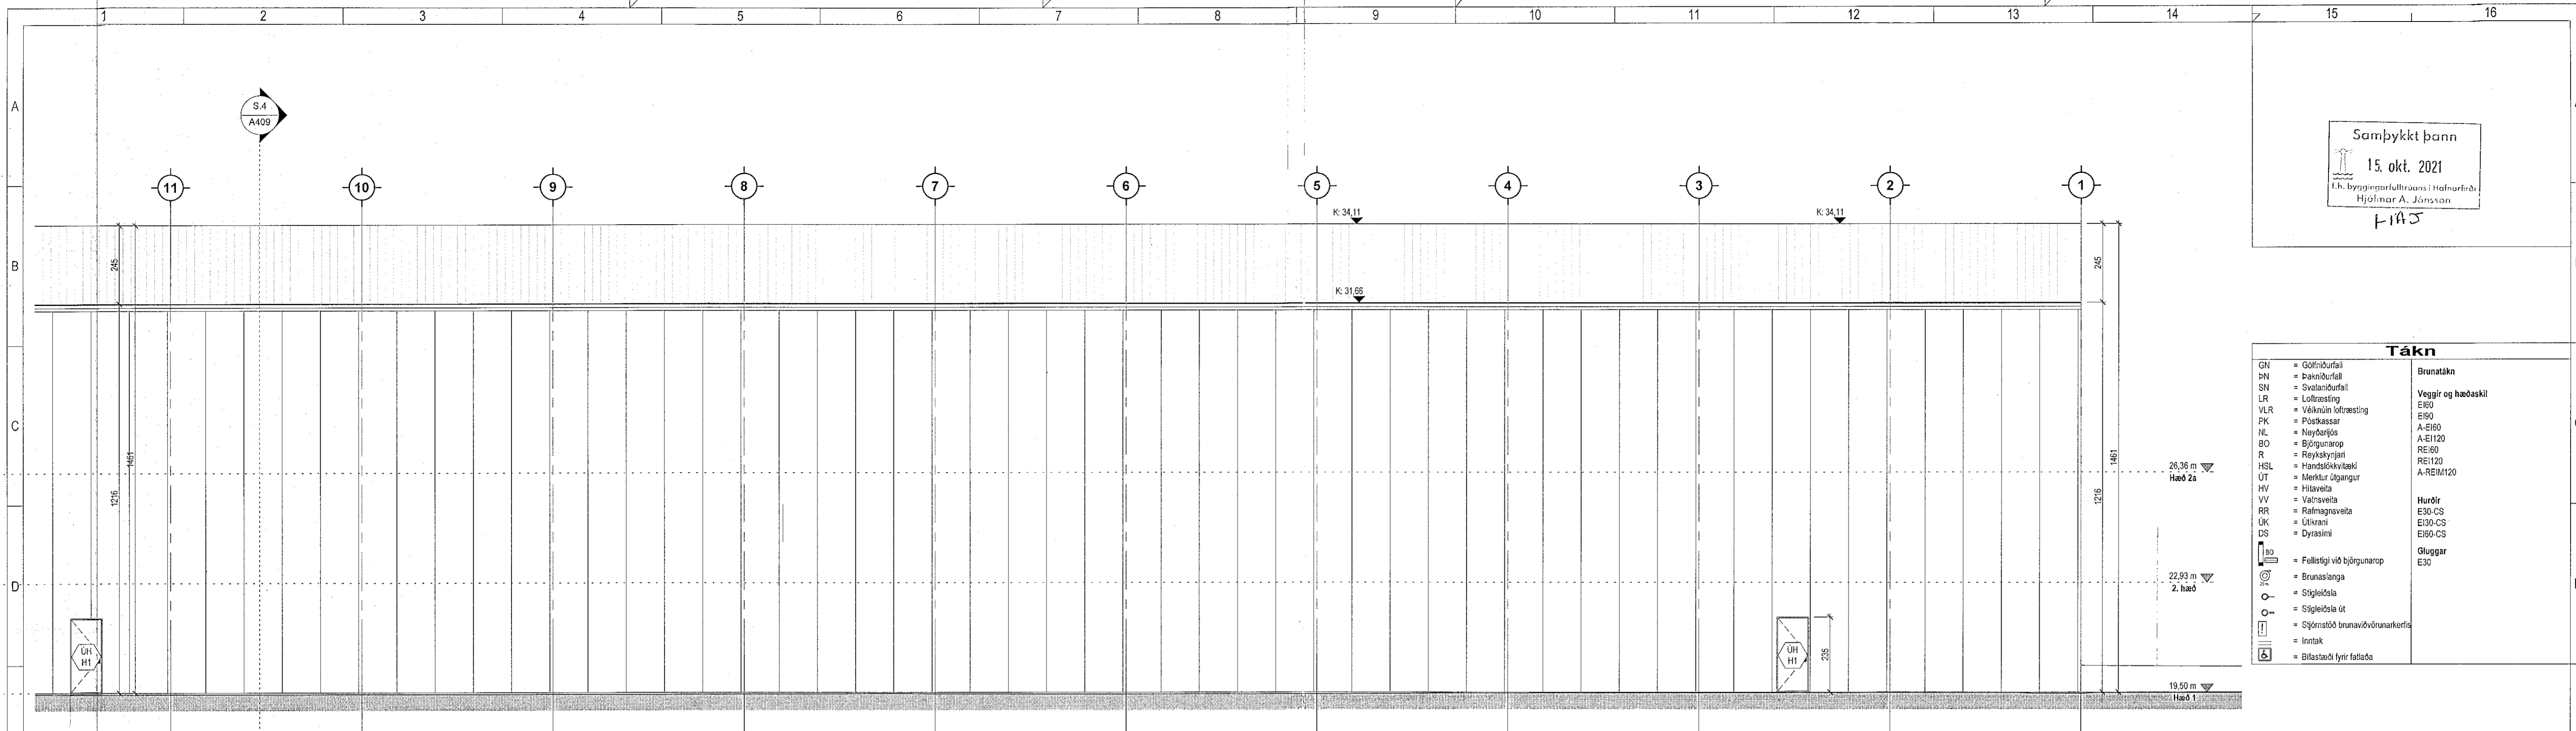 1 2 3 4 5 6 7 8 9 10 11 12 13 14 15 16
A
S.4
A409
Samþykkt þann
15. okt. 2021
f.h. byggingarfulltrúans í Hafnarfirði
Hjálmar A. Jónsson
HAJ
11 10 9 8 7 6 5 4 3 2 1
K: 34,11 K: 34,11
B
245 245
K: 31,66
Tákn
GN = Gólfniðurfall
ÞN = Þakniðurfall
SN = Svalaniðurfall
LR = Loftræsting
VLR = Vélknúin loftræsting
PK = Póstkassar
NL = Neyðarljós
BO = Björgunarop
R = Reykskynjari
HSL = Handslökkvitæki
ÚT = Merktur útgangur
HV = Hitaveita
VV = Vatnsveita
RR = Rafmagnsveita
ÚK = Útikrani
DS = Dyrasími
BO = Fellistigi við björgunarop
= Brunaslanga
= Stigleiðsla
= Stigleiðsla út
! = Stjórnstöð brunaviðvörunarkerfis
= Inntak
= Bílastæði fyrir fatlaða
Brunatákn
Veggir og hæðaskil
EI60
EI90
A-EI60
A-EI120
REI60
REI120
A-REIM120
Hurðir
E30-CS
EI30-CS
EI60-CS
Gluggar
E30
C
1461 1461
1216 1216
26,36 m
Hæð 2a
D
22,93 m
2. hæð
ÚH
H1
ÚH
H1
235
19,50 m
Hæð 1